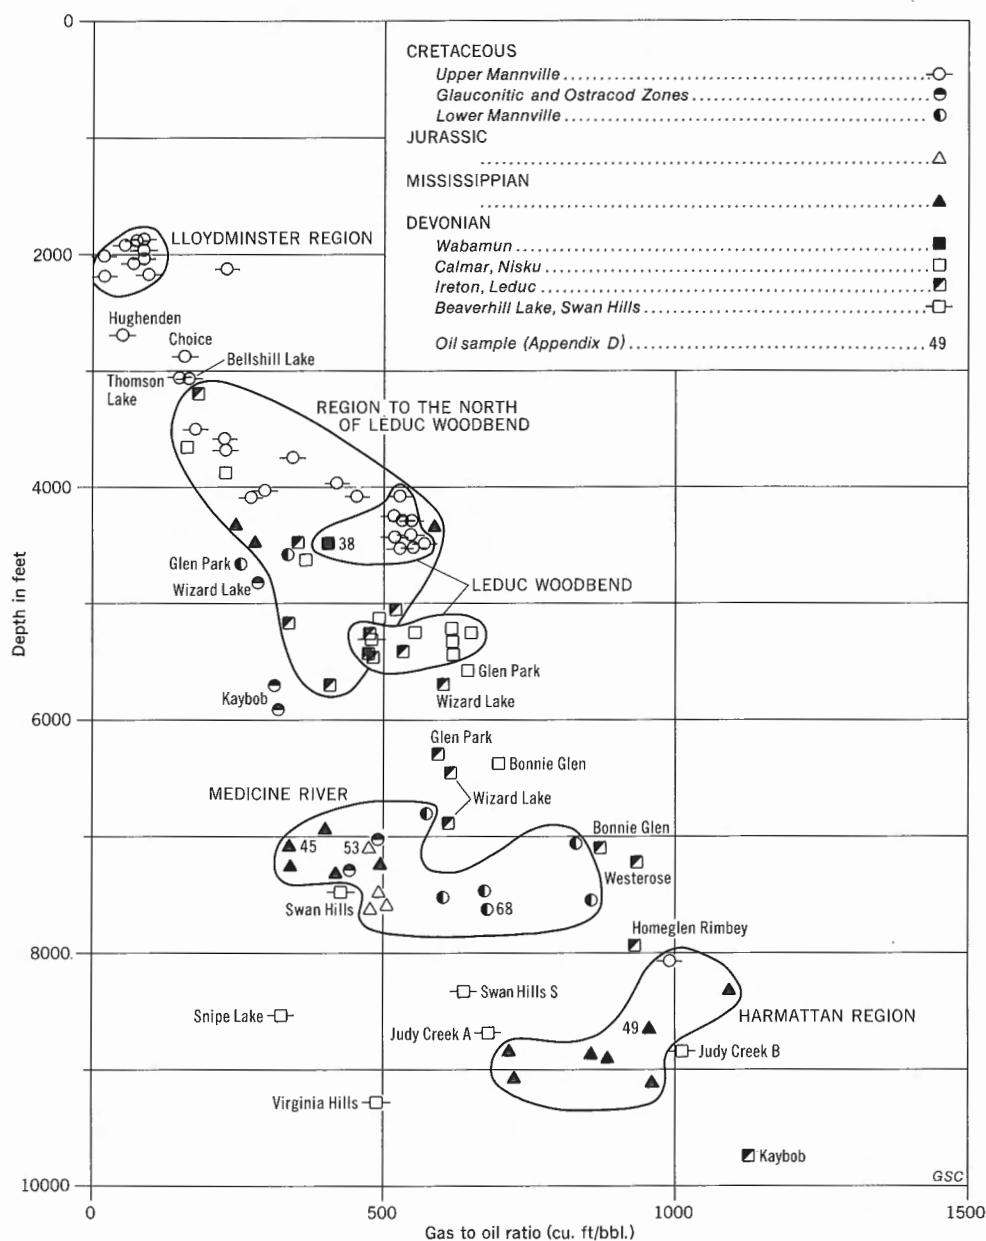 0
CRETACEOUS
Upper Mannville
Glauconitic and Ostracod Zones
Lower Mannville
JURASSIC
MISSISSIPPIAN
DEVONIAN
Wabamun
Calmar, Nisku
Ireton, Leduc
Beaverhill Lake, Swan Hills
Oil sample (Appendix D) 49
LLOYDMINSTER REGION
2000
Hughenden
Choice
Bellshill Lake
Thomson
Lake
REGION TO THE NORTH
OF LEDUC WOODBEND
4000
38
Glen Park
Wizard Lake
LEDUC WOODBEND
Depth in feet
Glen Park
Kaybob
Wizard Lake
6000
Glen Park
Bonnie Glen
MEDICINE RIVER
Wizard Lake
Bonnie Glen
45
53
Westerose
Swan Hills
68
Homeglen Rimbey
8000
Swan Hills S
Snipe Lake
49
HARMATTAN REGION
Judy Creek A
Judy Creek B
Virginia Hills
Kaybob
GSC
10000
0
500
1000
1500
Gas to oil ratio (cu. ft/bbl.)